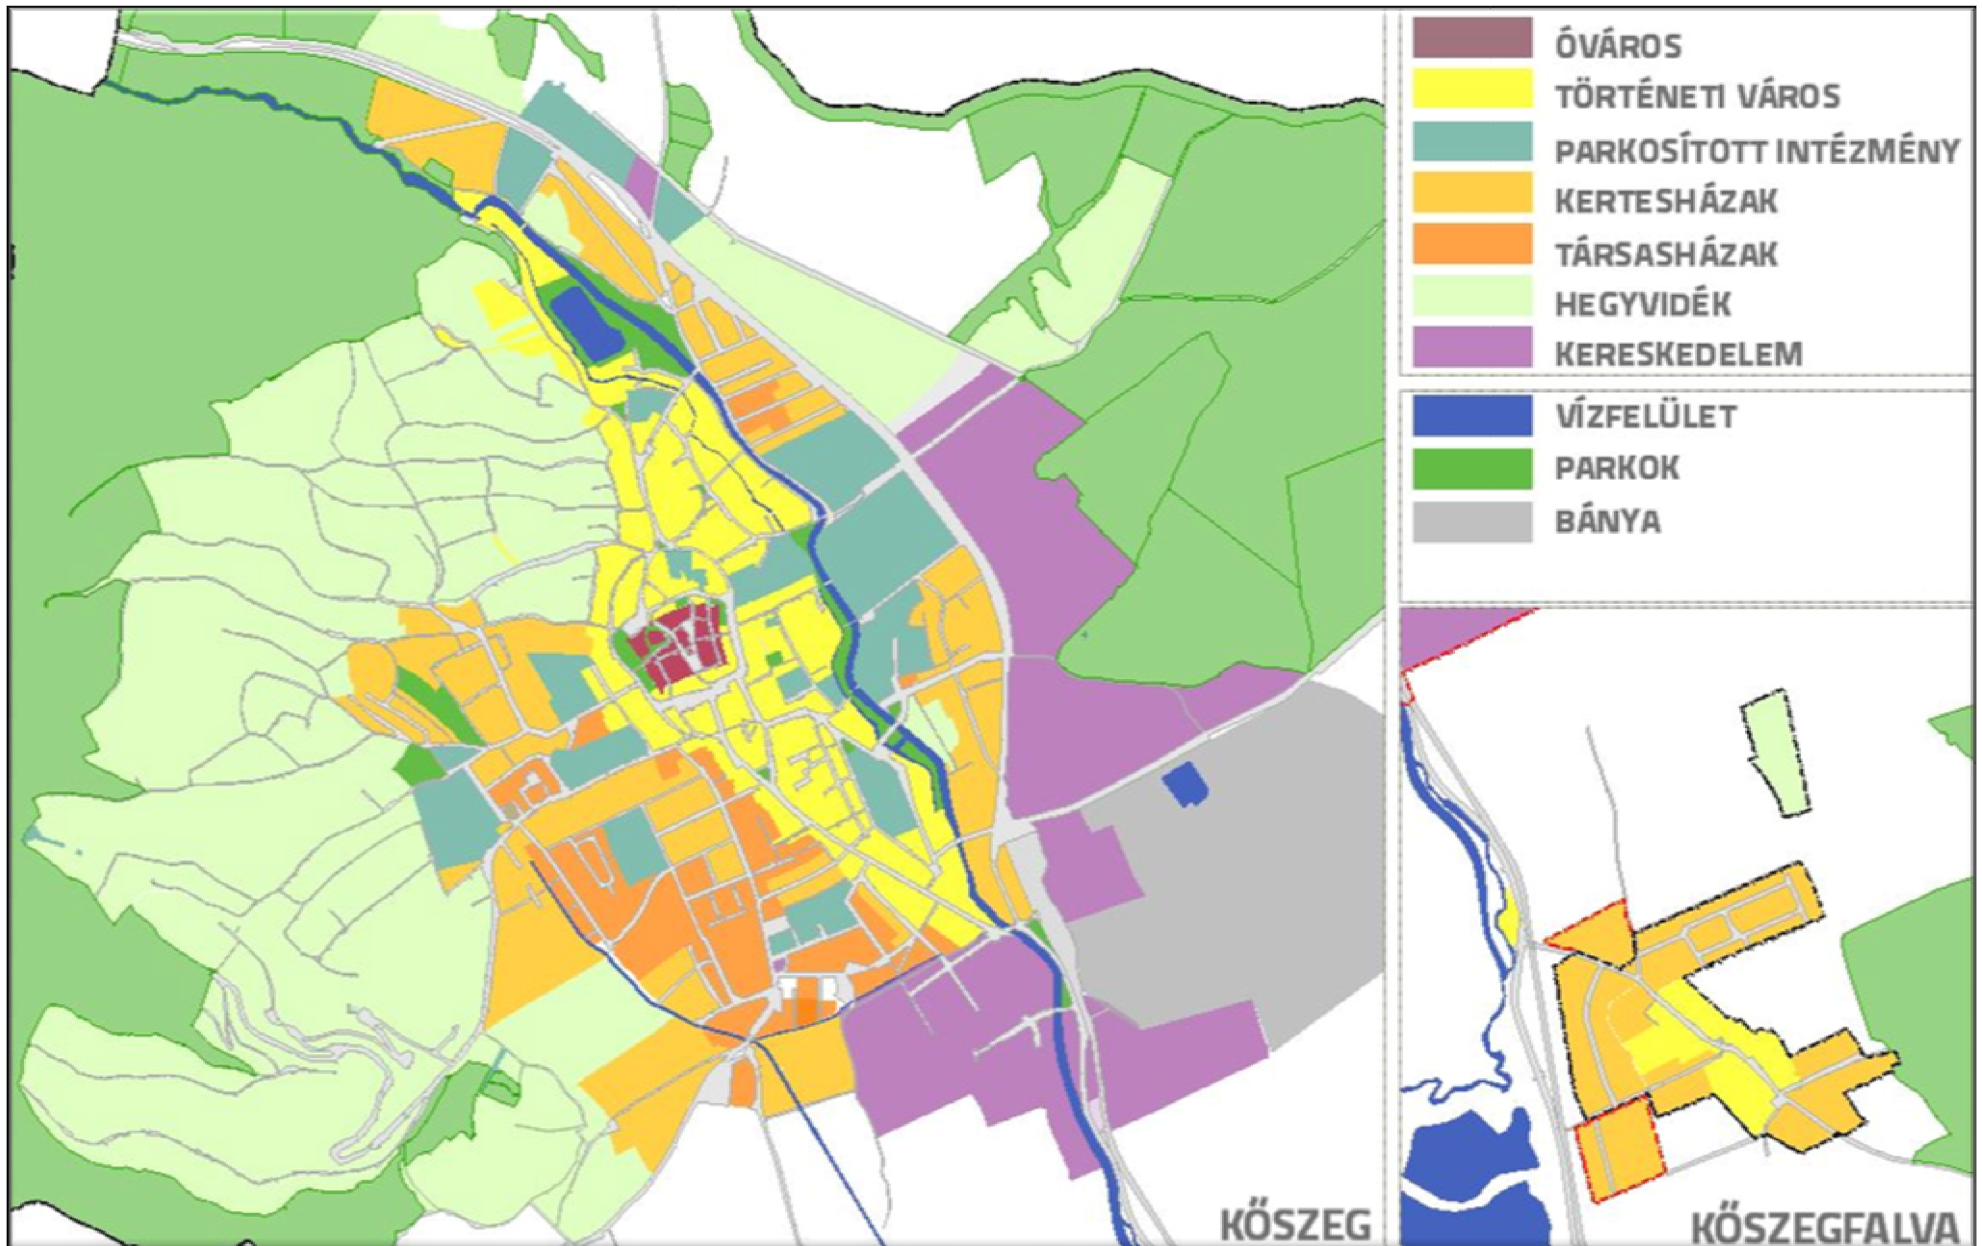 ÓVÁROS
TÖRTÉNETI VÁROS
PARKOSÍTOTT INTÉZMÉNY
KERTESHÁZAK
TÁRSASHÁZAK
HEGYVIDÉK
KERESKEDELEM
VÍZFELÜLET
PARKOK
BÁNYA
KŐSZEG
KŐSZEGFALVA